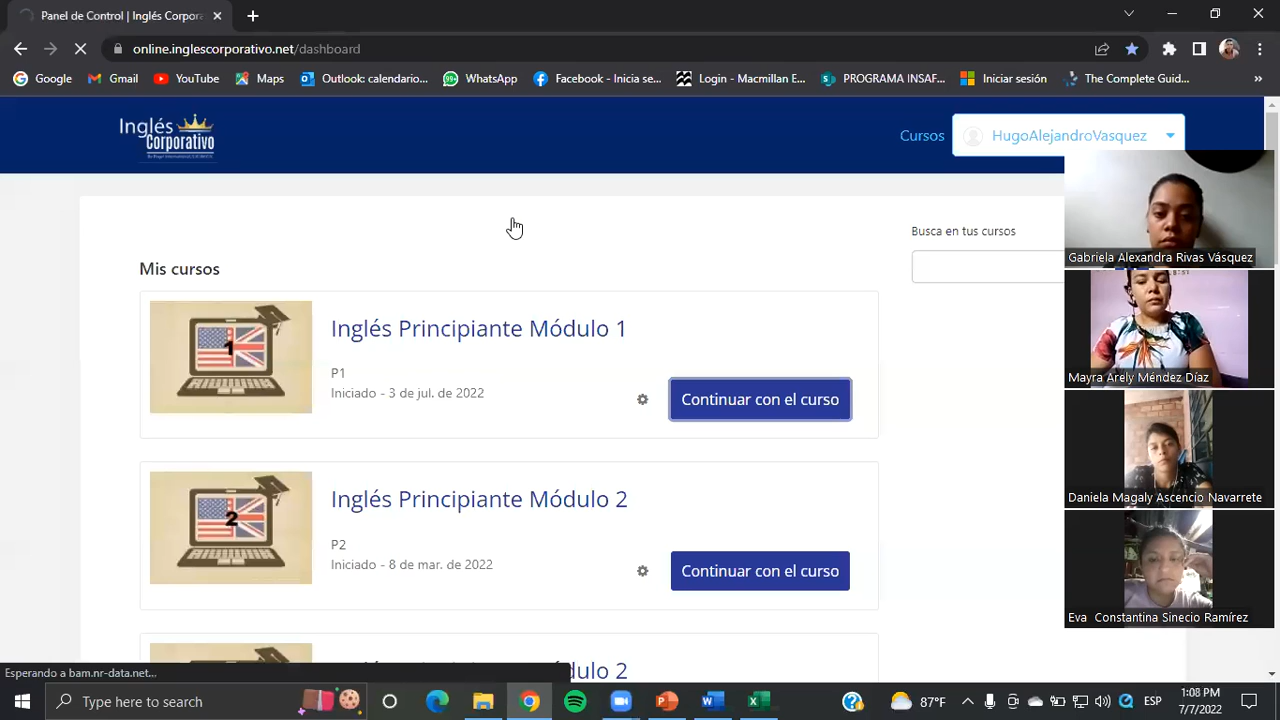 Panel de Control | Inglés Corpora
online.inglescorporativo.net/dashboard
Google
Gmail
YouTube
Maps
Outlook: calendario...
WhatsApp
Facebook - Inicia se...
Login - Macmillan E...
PROGRAMA INSAF...
Iniciar sesión
The Complete Guid...
Inglés
Corporativo
Cursos
HugoAlejandroVasquez
Busca en tus cursos
Mis cursos
1
Inglés Principiante Módulo 1
P1
Iniciado - 3 de jul. de 2022
Continuar con el curso
2
Inglés Principiante Módulo 2
P2
Iniciado - 8 de mar. de 2022
Continuar con el curso
dulo 2
Gabriela Alexandra Rivas Vásquez
Mayra Arely Méndez Díaz
Daniela Magaly Ascencio Navarrete
Eva Constantina Sinecio Ramírez
Esperando a bam.nr-data.net...
Type here to search
87°F
ESP
1:08 PM
7/7/2022